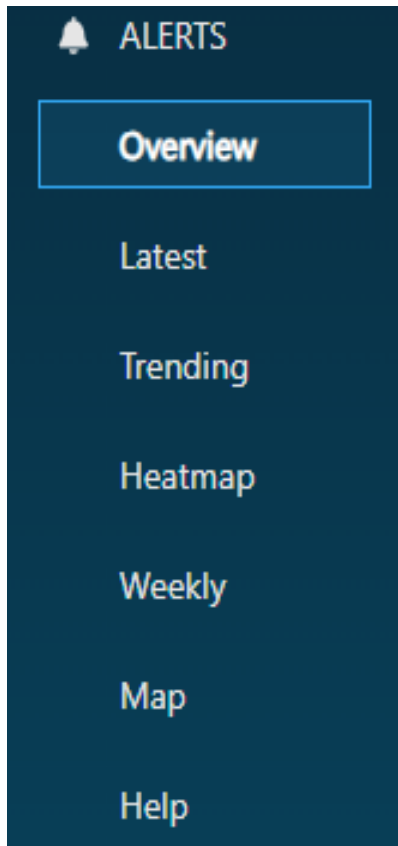 ALERTS
Overview
Latest
Trending
Heatmap
Weekly
Map
Help